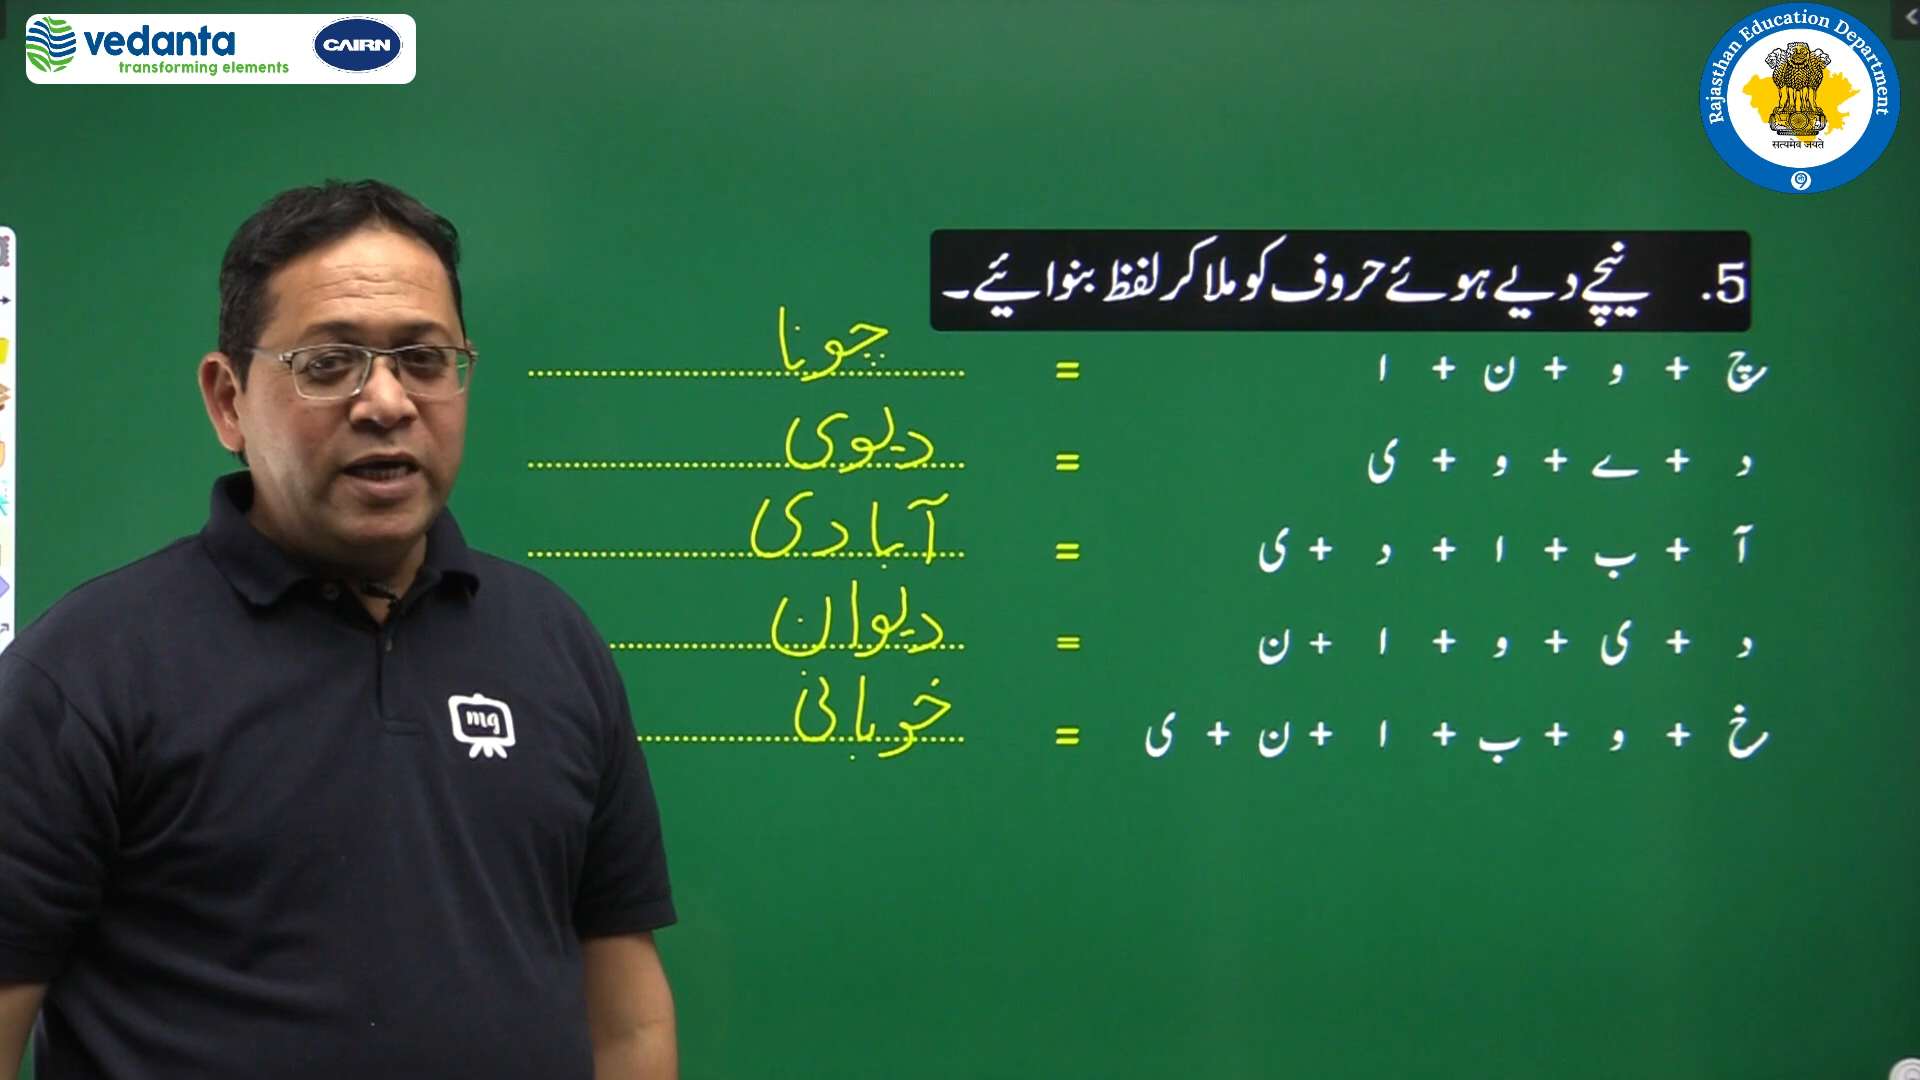 vedanta
transforming elements
CAIRN
Rajasthan Education Department
सत्यमेव जयते
5. نیچے دیے ہوئے حروف کو ملا کر لفظ بنوائیے۔
چ + و + ن + ا = چونا
د + ے + و + ی = دیوی
آ + ب + ا + د + ی = آبادی
د + ی + و + ا + ن = دیوان
خ + و + ب + ا + ن + ی = خوبانی
mg